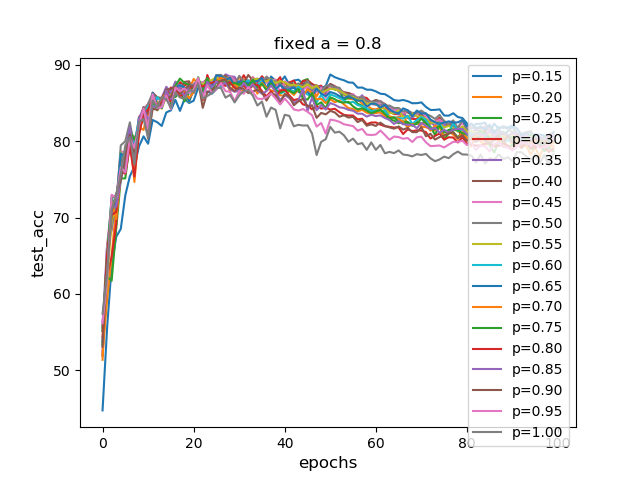 fixed a = 0.8
test_acc
90
80
70
60
50
0
20
40
60
80
100
epochs
p=0.15
p=0.20
p=0.25
p=0.30
p=0.35
p=0.40
p=0.45
p=0.50
p=0.55
p=0.60
p=0.65
p=0.70
p=0.75
p=0.80
p=0.85
p=0.90
p=0.95
p=1.00